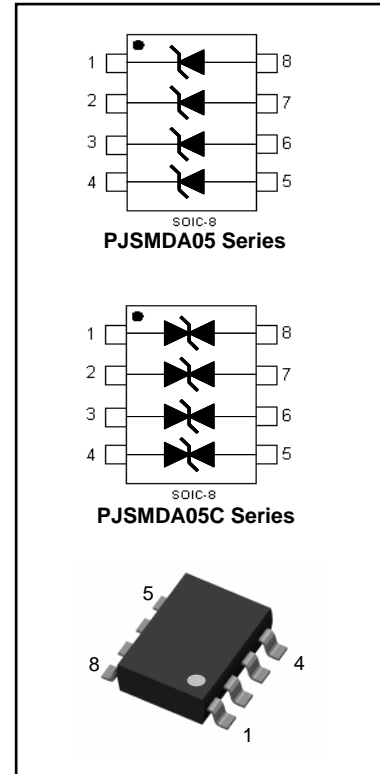 1 8
2 7
3 6
4 5
SOIC-8
PJSMDA05 Series
1 8
2 7
3 6
4 5
SOIC-8
PJSMDA05C Series
5
8 4
1